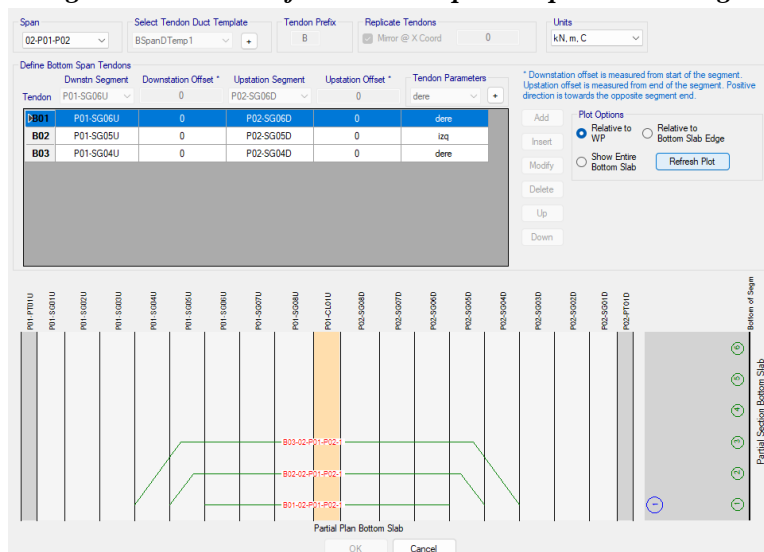 Span
Select Tendon Duct Template
Tendon Prefix
Replicate Tendons
Units
02-P01-P02
BSpanDTemp1
+
B
Mirror @ X Coord
0
kN, m, C
Define Bottom Span Tendons
Tendon
Dwnstn Segment
Downstation Offset *
Upstation Segment
Upstation Offset *
Tendon Parameters
P01-SG06U
0
P02-SG06D
0
dere
+
B01 P01-SG06U 0 P02-SG06D 0 dere
B02 P01-SG05U 0 P02-SG05D 0 izq
B03 P01-SG04U 0 P02-SG04D 0 dere
* Downstation offset is measured from start of the segment.
Upstation offset is measured from end of the segment. Positive
direction is towards the opposite segment end.
Add
Insert
Modify
Delete
Up
Down
Plot Options
Relative to WP
Relative to Bottom Slab Edge
Show Entire Bottom Slab
Refresh Plot
P01-PT01U
P01-SG01U
P01-SG02U
P01-SG03U
P01-SG04U
P01-SG05U
P01-SG06U
P01-SG07U
P01-SG08U
P01-CL01U
P02-SG08D
P02-SG07D
P02-SG06D
P02-SG05D
P02-SG04D
P02-SG03D
P02-SG02D
P02-SG01D
P02-PT01D
Bottom of Segm
6
5
4
3
2
1
1
B03-02-P01-P02-1
B02-02-P01-P02-1
B01-02-P01-P02-1
Partial Section Bottom Slab
Partial Plan Bottom Slab
OK
Cancel